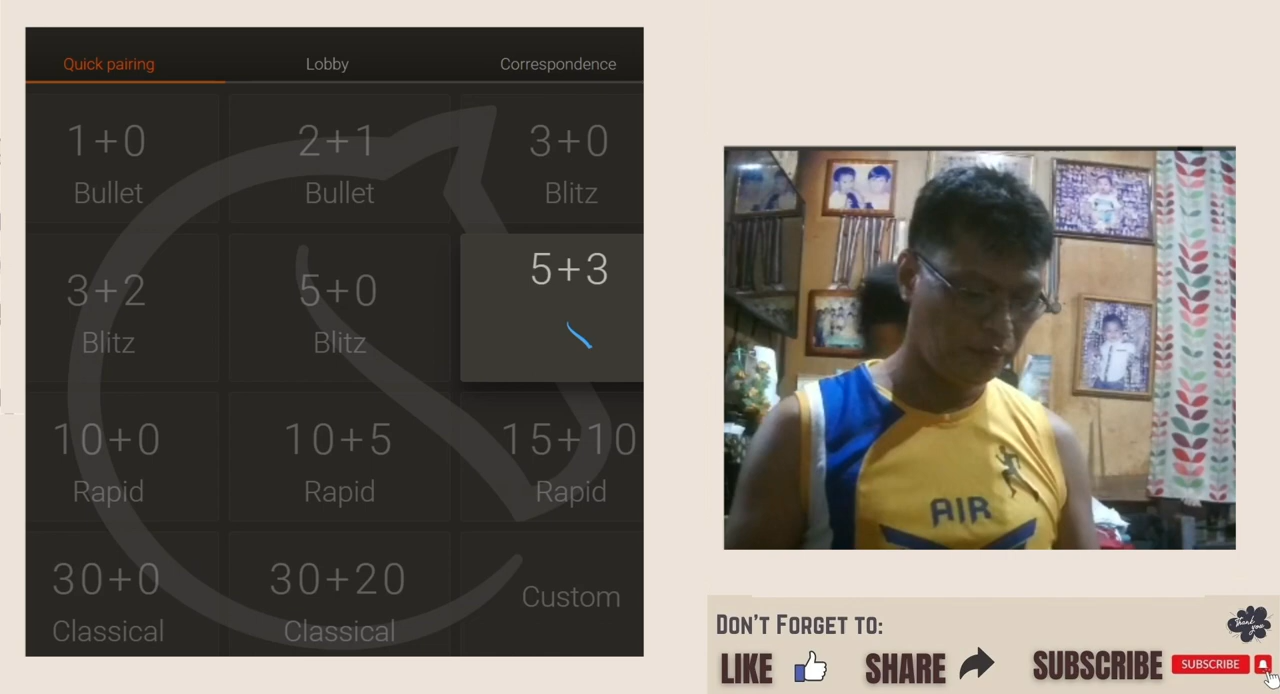 Quick pairing
Lobby
Correspondence
1+0
Bullet
2+1
Bullet
3+0
Blitz
3+2
Blitz
5+0
Blitz
5+3
10+0
Rapid
10+5
Rapid
15+10
Rapid
30+0
Classical
30+20
Classical
Custom
AIR
DON'T FORGET TO:
Thank you
LIKE
SHARE
SUBSCRIBE
SUBSCRIBE